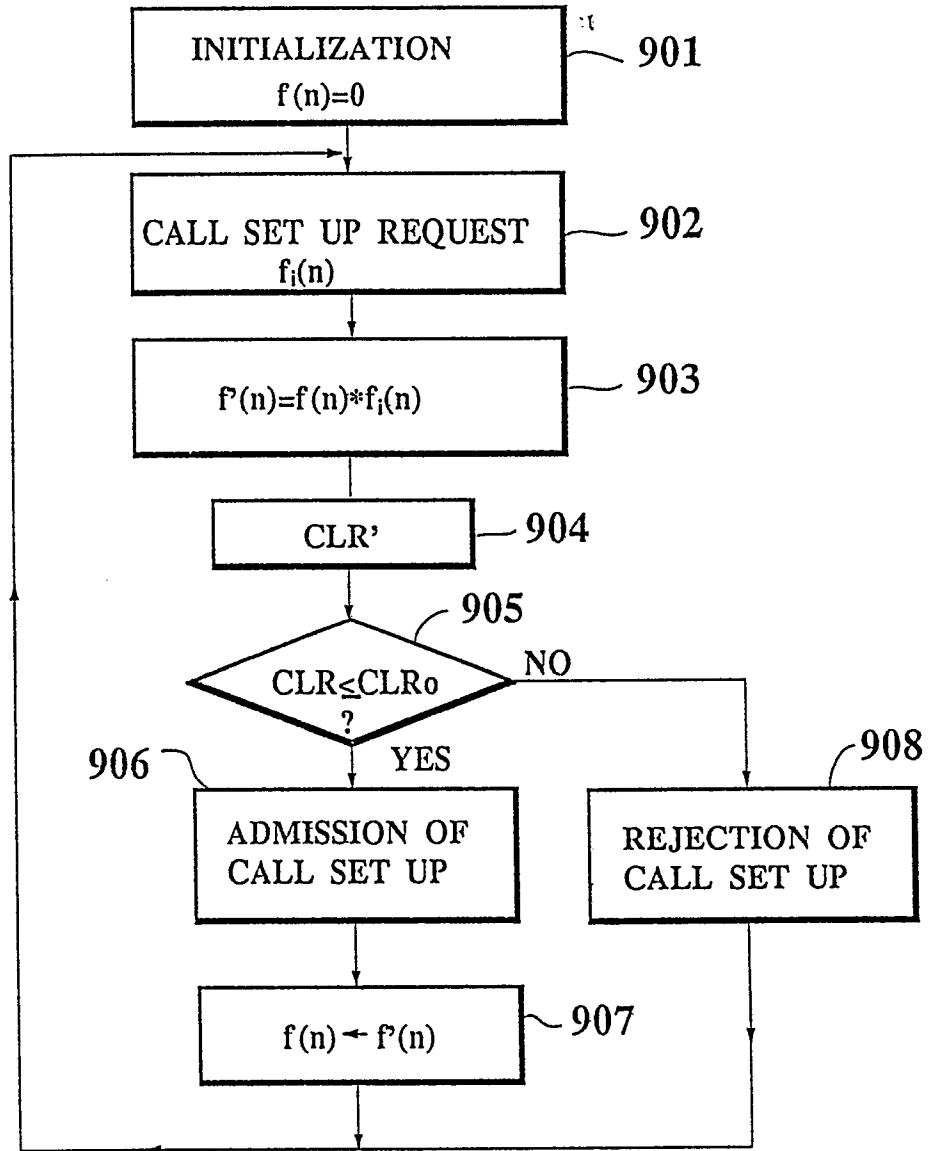 INITIALIZATION
f(n)=0
901
CALL SET UP REQUEST
fi(n)
902
f'(n)=f(n)*fi(n)
903
CLR'
904
905
CLR≤CLRo
?
NO
YES
906
ADMISSION OF
CALL SET UP
908
REJECTION OF
CALL SET UP
f(n)←f'(n)
907